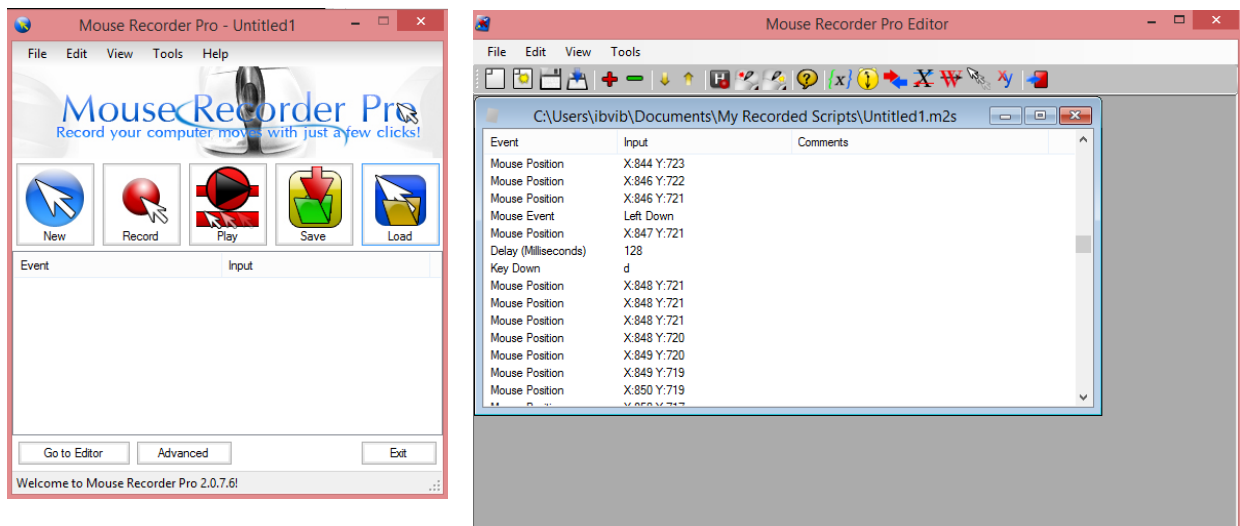 Mouse Recorder Pro - Untitled1
File Edit View Tools Help
Mouse Recorder Pro
Record your computer moves with just a few clicks!
New Record Play Save Load
Event Input
Go to Editor Advanced Exit
Welcome to Mouse Recorder Pro 2.0.7.6!
Mouse Recorder Pro Editor
File Edit View Tools
C:\Users\ibvib\Documents\My Recorded Scripts\Untitled1.m2s
Event Input Comments
Mouse Position X:844 Y:723
Mouse Position X:846 Y:722
Mouse Position X:846 Y:721
Mouse Event Left Down
Mouse Position X:847 Y:721
Delay (Milliseconds) 128
Key Down d
Mouse Position X:848 Y:721
Mouse Position X:848 Y:721
Mouse Position X:848 Y:721
Mouse Position X:848 Y:720
Mouse Position X:849 Y:720
Mouse Position X:849 Y:719
Mouse Position X:850 Y:719